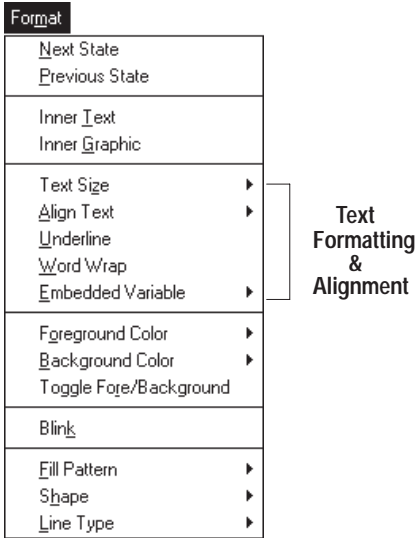 Format
Next State
Previous State
Inner Text
Inner Graphic
Text Size
Align Text
Underline
Word Wrap
Embedded Variable
Foreground Color
Background Color
Toggle Fore/Background
Blink
Fill Pattern
Shape
Line Type
Text
Formatting
&
Alignment